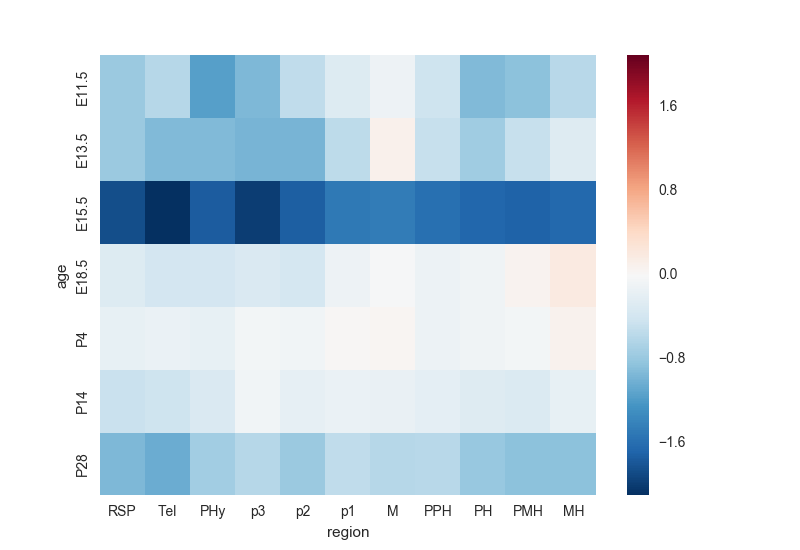 E11.5
E13.5
E15.5
E18.5
P4
P14
P28
age
RSP Tel PHy p3 p2 p1 M PPH PH PMH MH
region
1.6
0.8
0.0
−0.8
−1.6